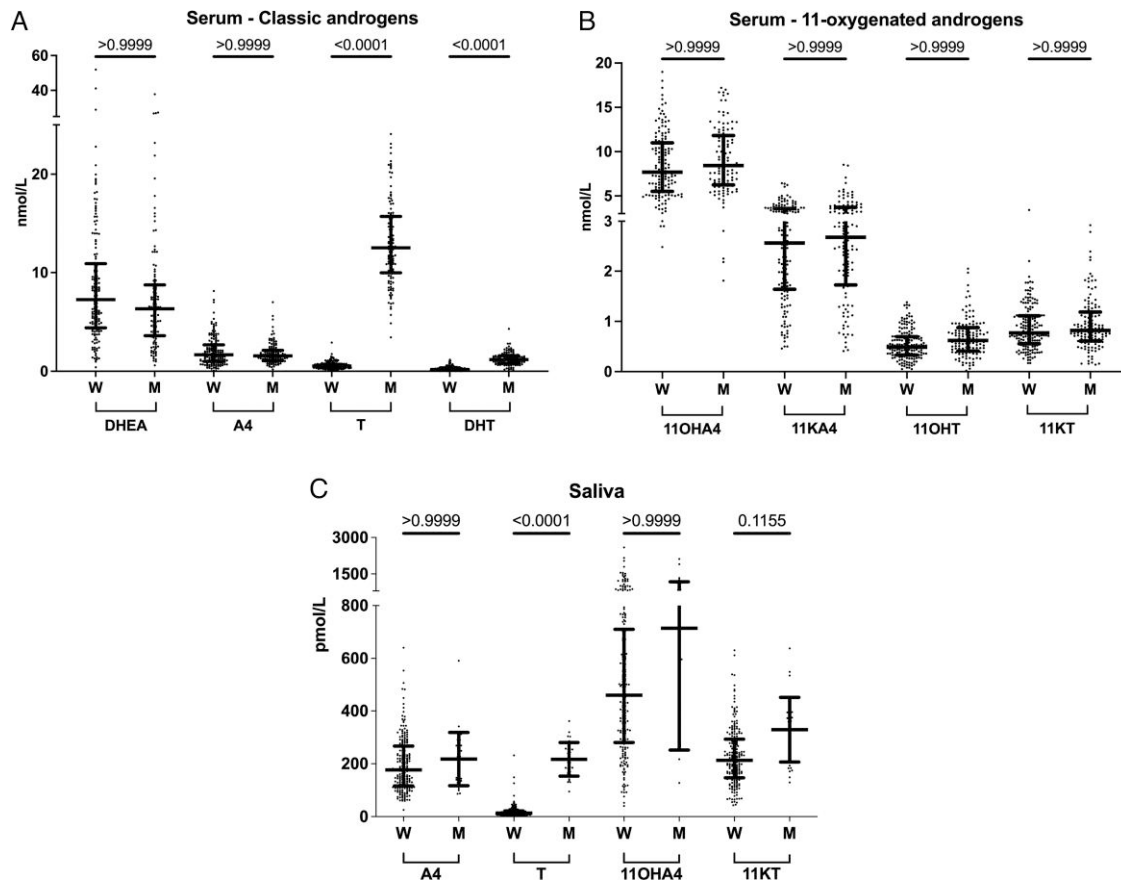 A
Serum - Classic androgens
>0.9999 >0.9999 <0.0001 <0.0001
60
40
20
10
0
nmol/L
W M W M W M W M
DHEA A4 T DHT
B
Serum - 11-oxygenated androgens
>0.9999 >0.9999 >0.9999 >0.9999
20
15
10
5
3
2
1
0
nmol/L
W M W M W M W M
11OHA4 11KA4 11OHT 11KT
C
Saliva
>0.9999 <0.0001 >0.9999 0.1155
3000
1500
800
600
400
200
0
pmol/L
W M W M W M W M
A4 T 11OHA4 11KT